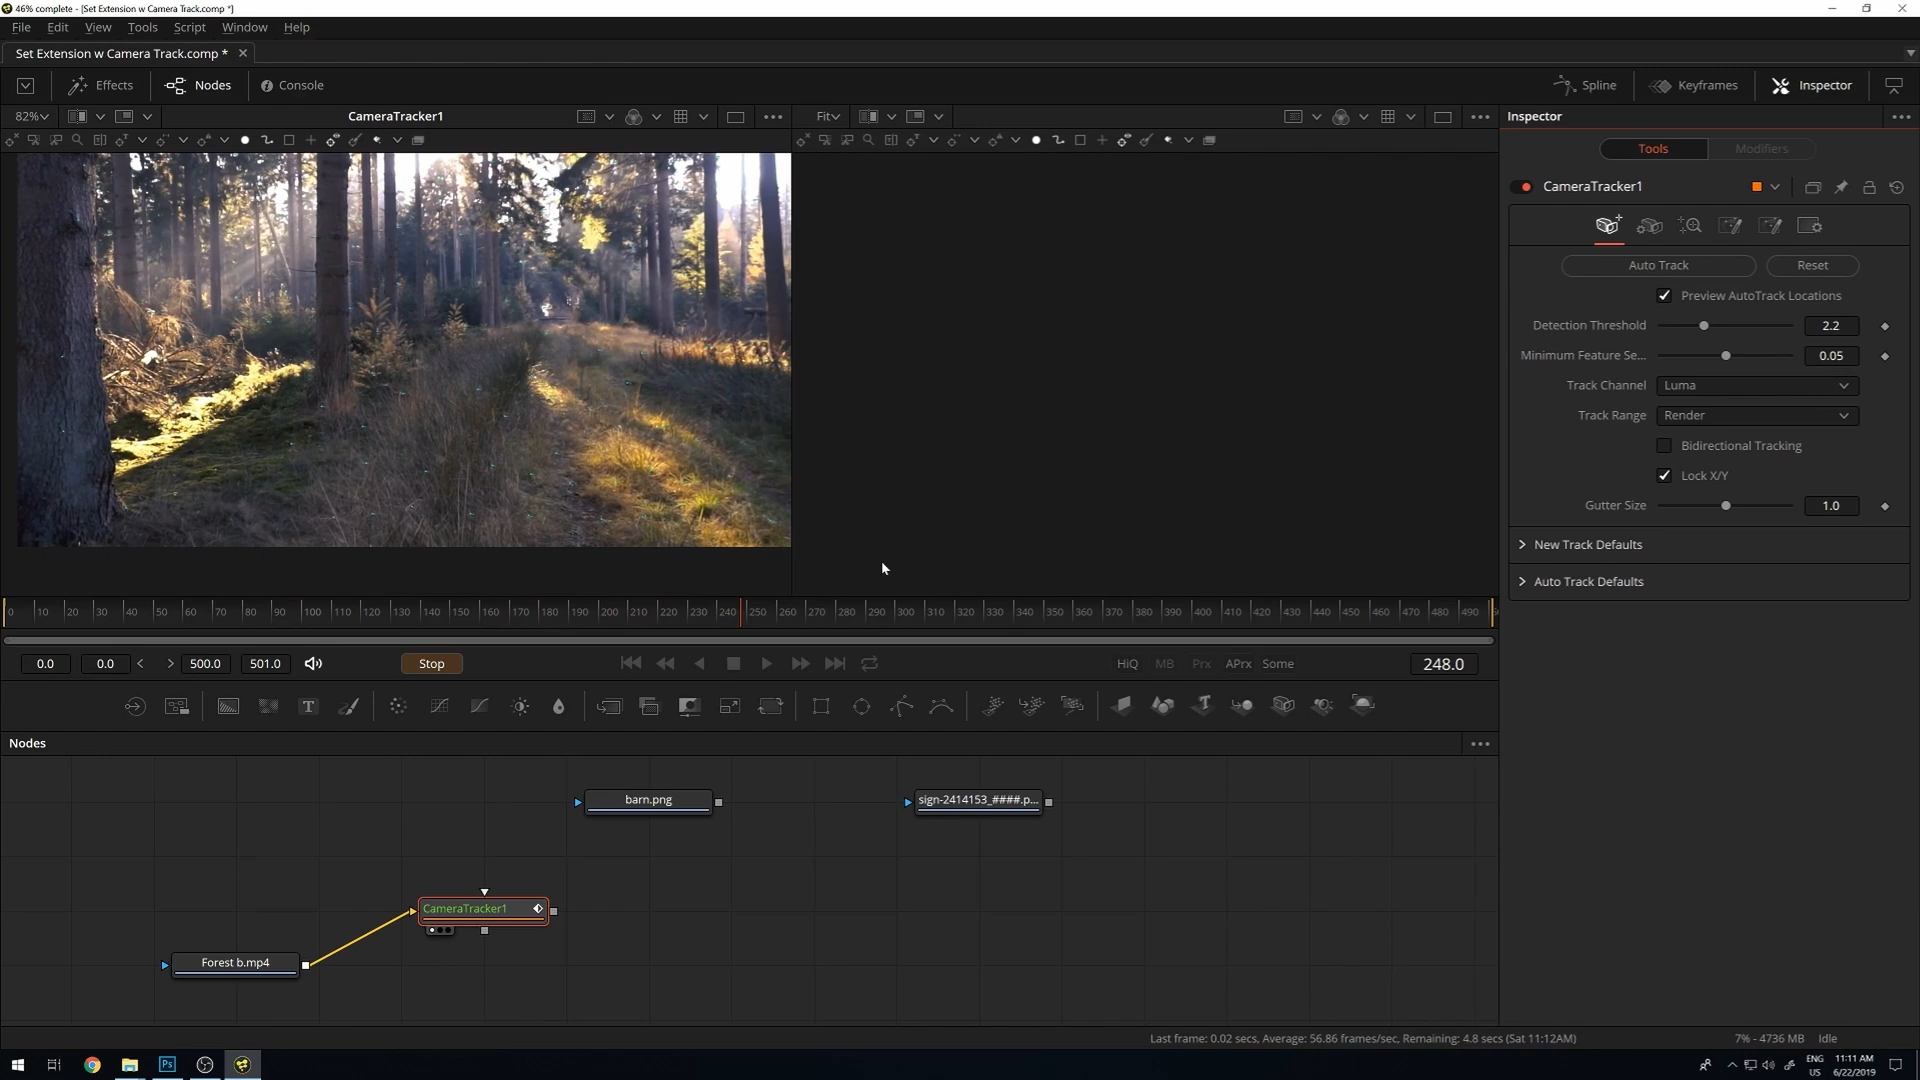 46% complete - [Set Extension w Camera Track.comp *]
File Edit View Tools Script Window Help
Set Extension w Camera Track.comp *
Effects Nodes Console Spline Keyframes Inspector
82% CameraTracker1 Fit Inspector
Tools Modifiers
CameraTracker1
Auto Track Reset
Preview AutoTrack Locations
Detection Threshold 2.2
Minimum Feature Se... 0.05
Track Channel Luma
Track Range Render
Bidirectional Tracking
Lock X/Y
Gutter Size 1.0
New Track Defaults
Auto Track Defaults
0 10 20 30 40 50 60 70 80 90 100 110 120 130 140 150 160 170 180 190 200 210 220 230 240 250 260 270 280 290 300 310 320 330 340 350 360 370 380 390 400 410 420 430 440 450 460 470 480 490
0.0 0.0 < > 500.0 501.0 Stop HiQ MB Prx APrx Some 248.0
T T
Nodes
barn.png
sign-2414153_####.p...
CameraTracker1
Forest b.mp4
Last frame: 0.02 secs, Average: 56.86 frames/sec, Remaining: 4.8 secs (Sat 11:12AM) 7% - 4736 MB Idle
Ps
ENG 11:11 AM
US 6/22/2019